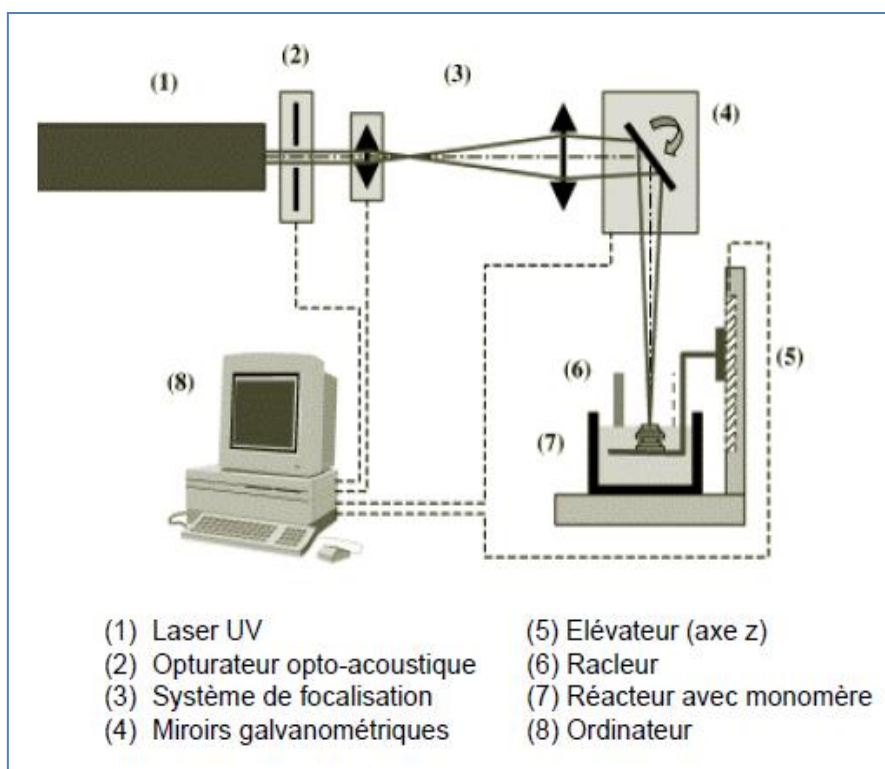 (1)
(2)
(3)
(4)
(5)
(6)
(7)
(8)
(1) Laser UV
(2) Opturateur opto-acoustique
(3) Système de focalisation
(4) Miroirs galvanométriques
(5) Elévateur (axe z)
(6) Racleur
(7) Réacteur avec monomère
(8) Ordinateur